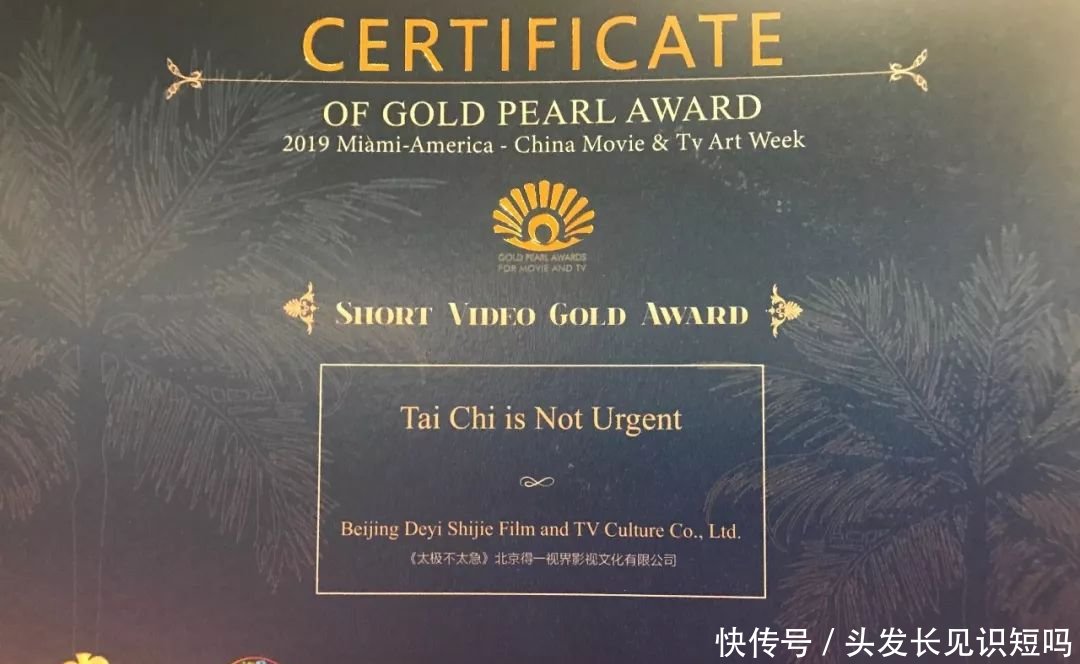 CERTIFICATE
OF GOLD PEARL AWARD
2019 Miàmi-America - China Movie & Tv Art Week
GOLD PEARL AWARDS
FOR MOVIE AND TV
SHORT VIDEO GOLD AWARD
Tai Chi is Not Urgent
Beijing Deyi Shijie Film and TV Culture Co., Ltd.
《太极不太急》北京得一视界影视文化有限公司
快传号 / 头发长见识短吗